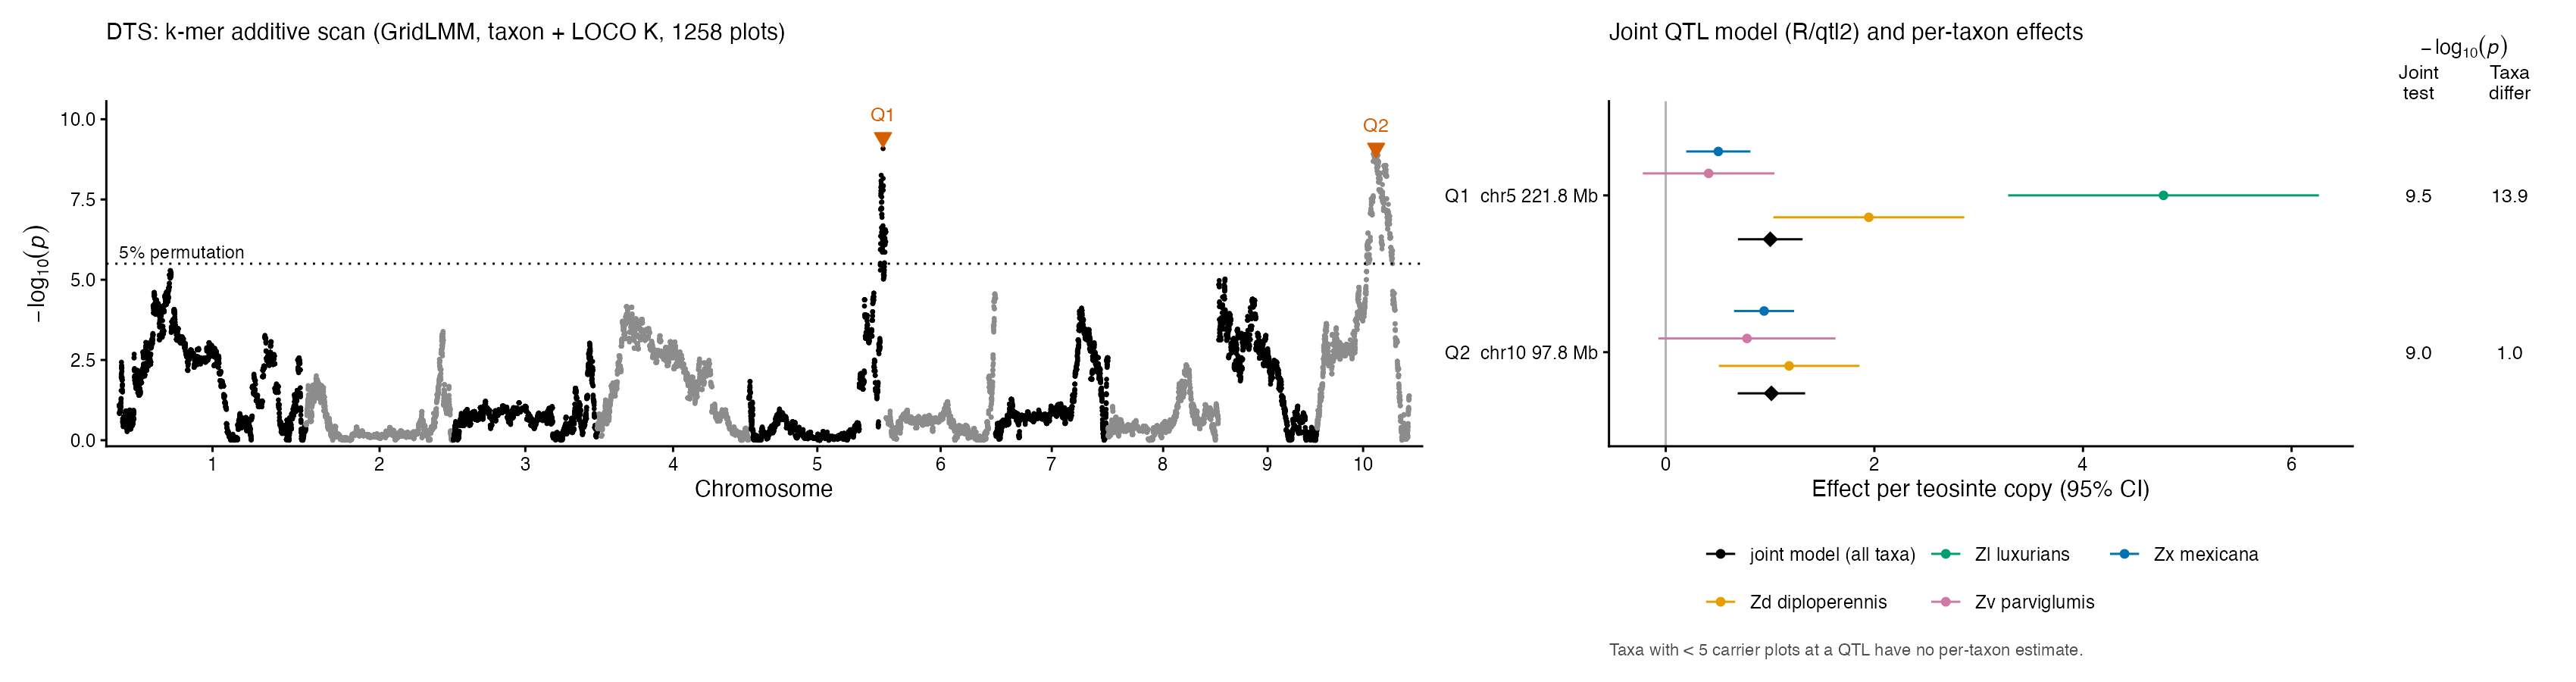 DTS: k-mer additive scan (GridLMM, taxon + LOCO K, 1258 plots)
−log₁₀(p)
10.0
7.5
5.0
2.5
0.0
5% permutation
Q1
Q2
1 2 3 4 5 6 7 8 9 10
Chromosome
Joint QTL model (R/qtl2) and per-taxon effects
−log₁₀(p)
Joint test
Taxa differ
Q1 chr5 221.8 Mb 9.5 13.9
Q2 chr10 97.8 Mb 9.0 1.0
0 2 4 6
Effect per teosinte copy (95% CI)
joint model (all taxa) Zl luxurians Zx mexicana
Zd diploperennis Zv parviglumis
Taxa with < 5 carrier plots at a QTL have no per-taxon estimate.